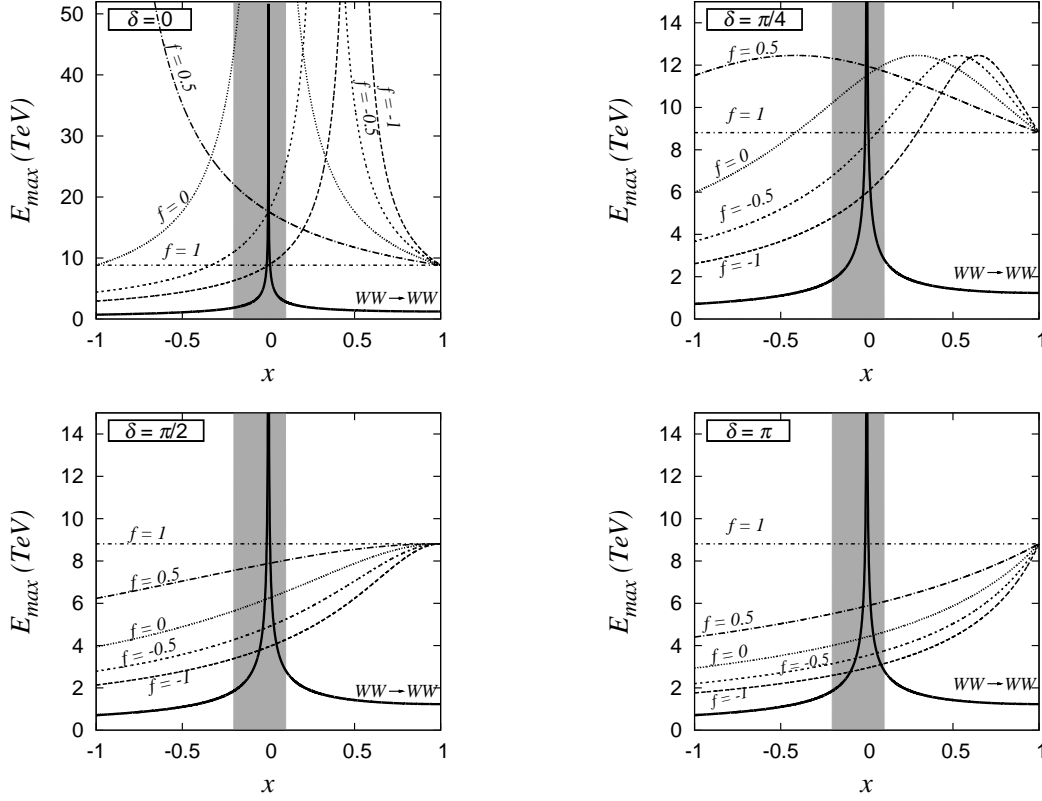 δ = 0
E_max (TeV)
50
40
30
20
10
0
f = 0.5
f = 0
f = 1
f = -0.5
f = -1
WW→WW
-1 -0.5 0 0.5 1
x
δ = π/4
E_max (TeV)
14
12
10
8
6
4
2
0
f = 0.5
f = 1
f = 0
f = -0.5
f = -1
WW→WW
-1 -0.5 0 0.5 1
x
δ = π/2
E_max (TeV)
14
12
10
8
6
4
2
0
f = 1
f = 0.5
f = 0
f = -0.5
f = -1
WW→WW
-1 -0.5 0 0.5 1
x
δ = π
E_max (TeV)
14
12
10
8
6
4
2
0
f = 1
f = 0.5
f = 0
f = -0.5
f = -1
WW→WW
-1 -0.5 0 0.5 1
x